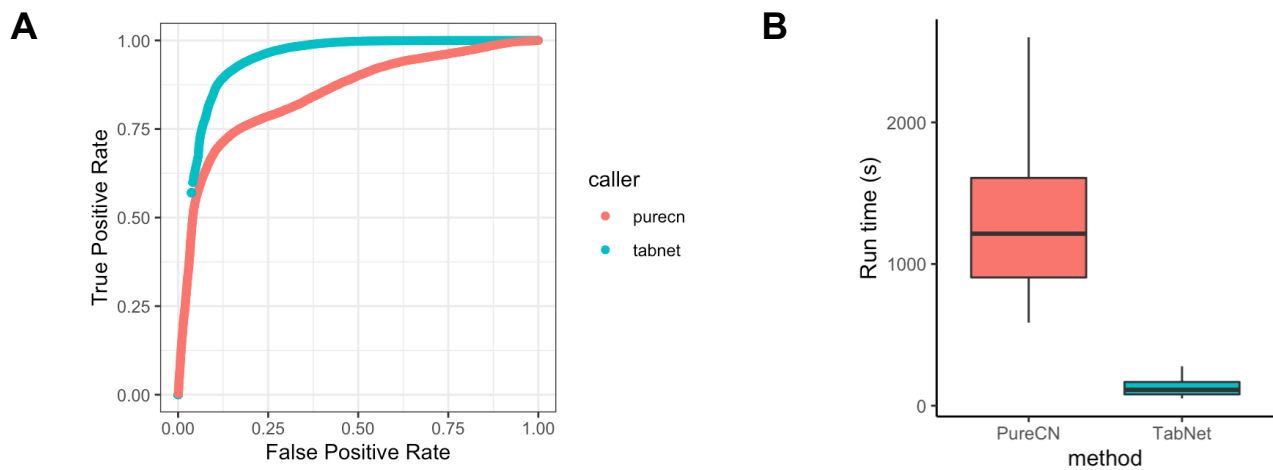 A
True Positive Rate
1.00
0.75
0.50
0.25
0.00
0.00 0.25 0.50 0.75 1.00
False Positive Rate
caller
purecn
tabnet
B
Run time (s)
2000
1000
0
PureCN TabNet
method